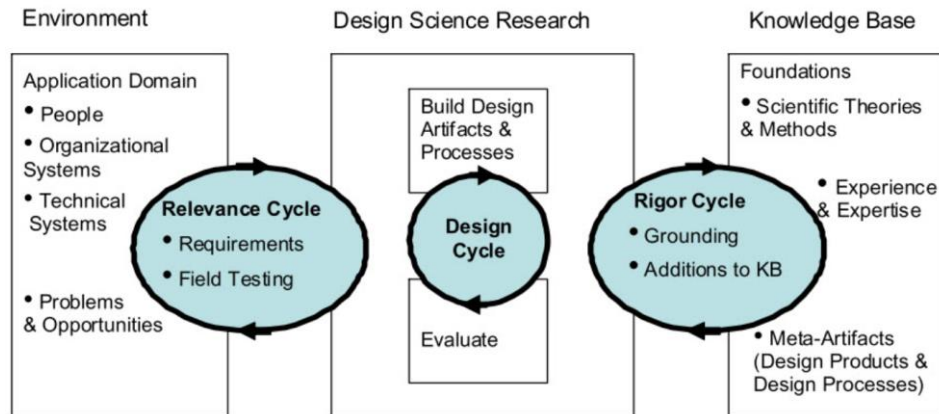 Environment
Design Science Research
Knowledge Base
Application Domain
• People
• Organizational
Systems
• Technical
Systems
• Problems
& Opportunities
Relevance Cycle
• Requirements
• Field Testing
Build Design
Artifacts &
Processes
Design
Cycle
Evaluate
Rigor Cycle
• Grounding
• Additions to KB
Foundations
• Scientific Theories
& Methods
• Experience
& Expertise
• Meta-Artifacts
(Design Products &
Design Processes)